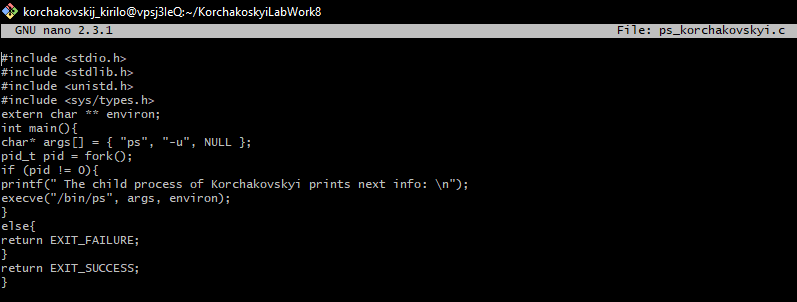 korchakovskij_kirilo@vpsj3leQ:~/KorchakoskyiLabWork8
GNU nano 2.3.1 File: ps_korchakovskyi.c
#include <stdio.h>
#include <stdlib.h>
#include <unistd.h>
#include <sys/types.h>
extern char ** environ;
int main(){
char* args[] = { "ps", "-u", NULL };
pid_t pid = fork();
if (pid != 0){
printf(" The child process of Korchakovskyi prints next info: \n");
execve("/bin/ps", args, environ);
}
else{
return EXIT_FAILURE;
}
return EXIT_SUCCESS;
}